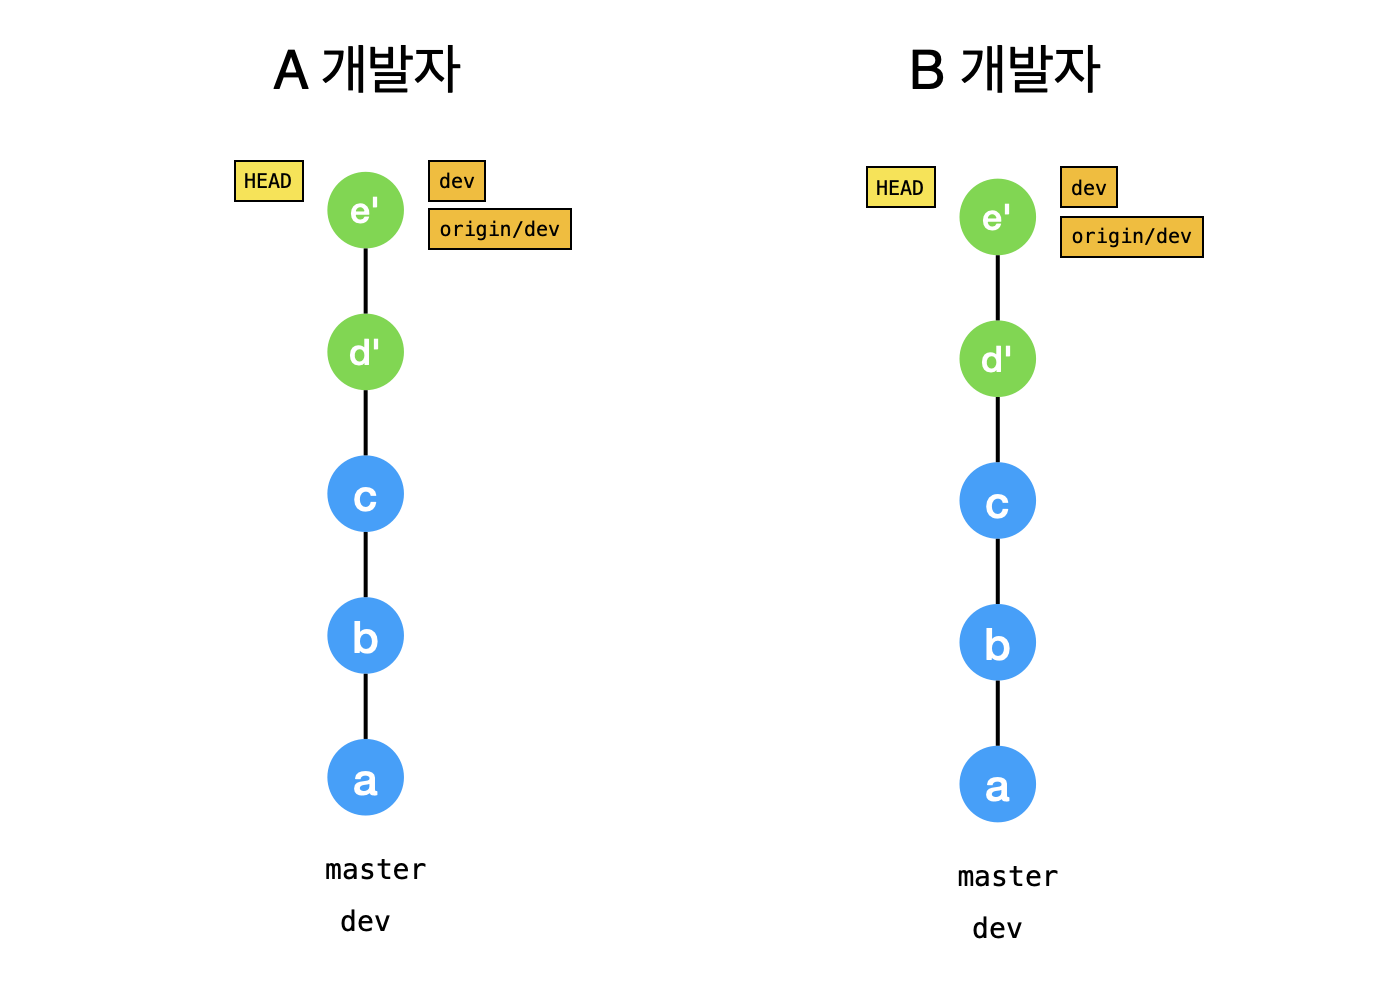 A 개발자
HEAD
dev
origin/dev
e'
d'
c
b
a
master
dev
B 개발자
HEAD
dev
origin/dev
e'
d'
c
b
a
master
dev